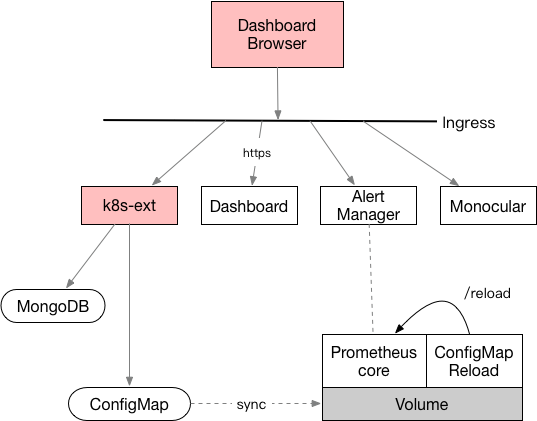 Dashboard
Browser
Ingress
https
k8s-ext
Dashboard
Alert
Manager
Monocular
MongoDB
/reload
Prometheus
core
ConfigMap
Reload
ConfigMap
sync
Volume